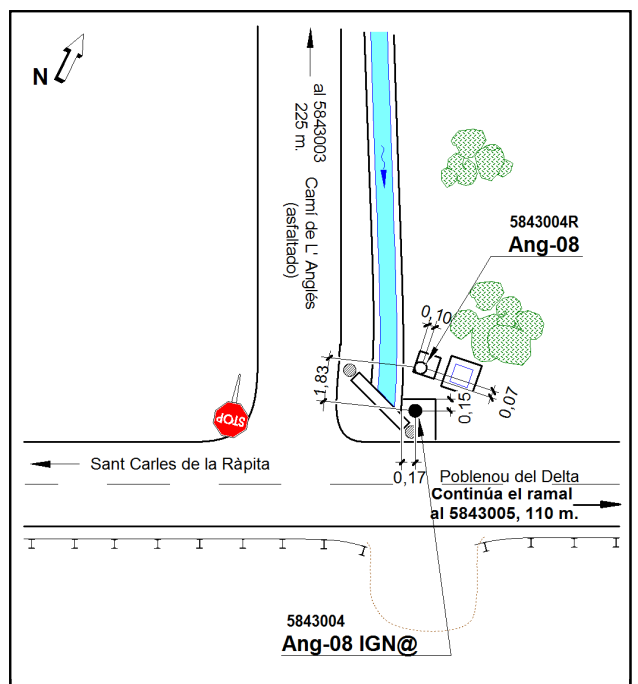 N
al 5843003
225 m.
Camí de L' Anglés
(asfaltado)
5843004R
Ang-08
0,10
1,83
0,15
0,07
STOP
0,17
Sant Carles de la Ràpita
Poblenou del Delta
Continúa el ramal
al 5843005, 110 m.
5843004
Ang-08 IGN@